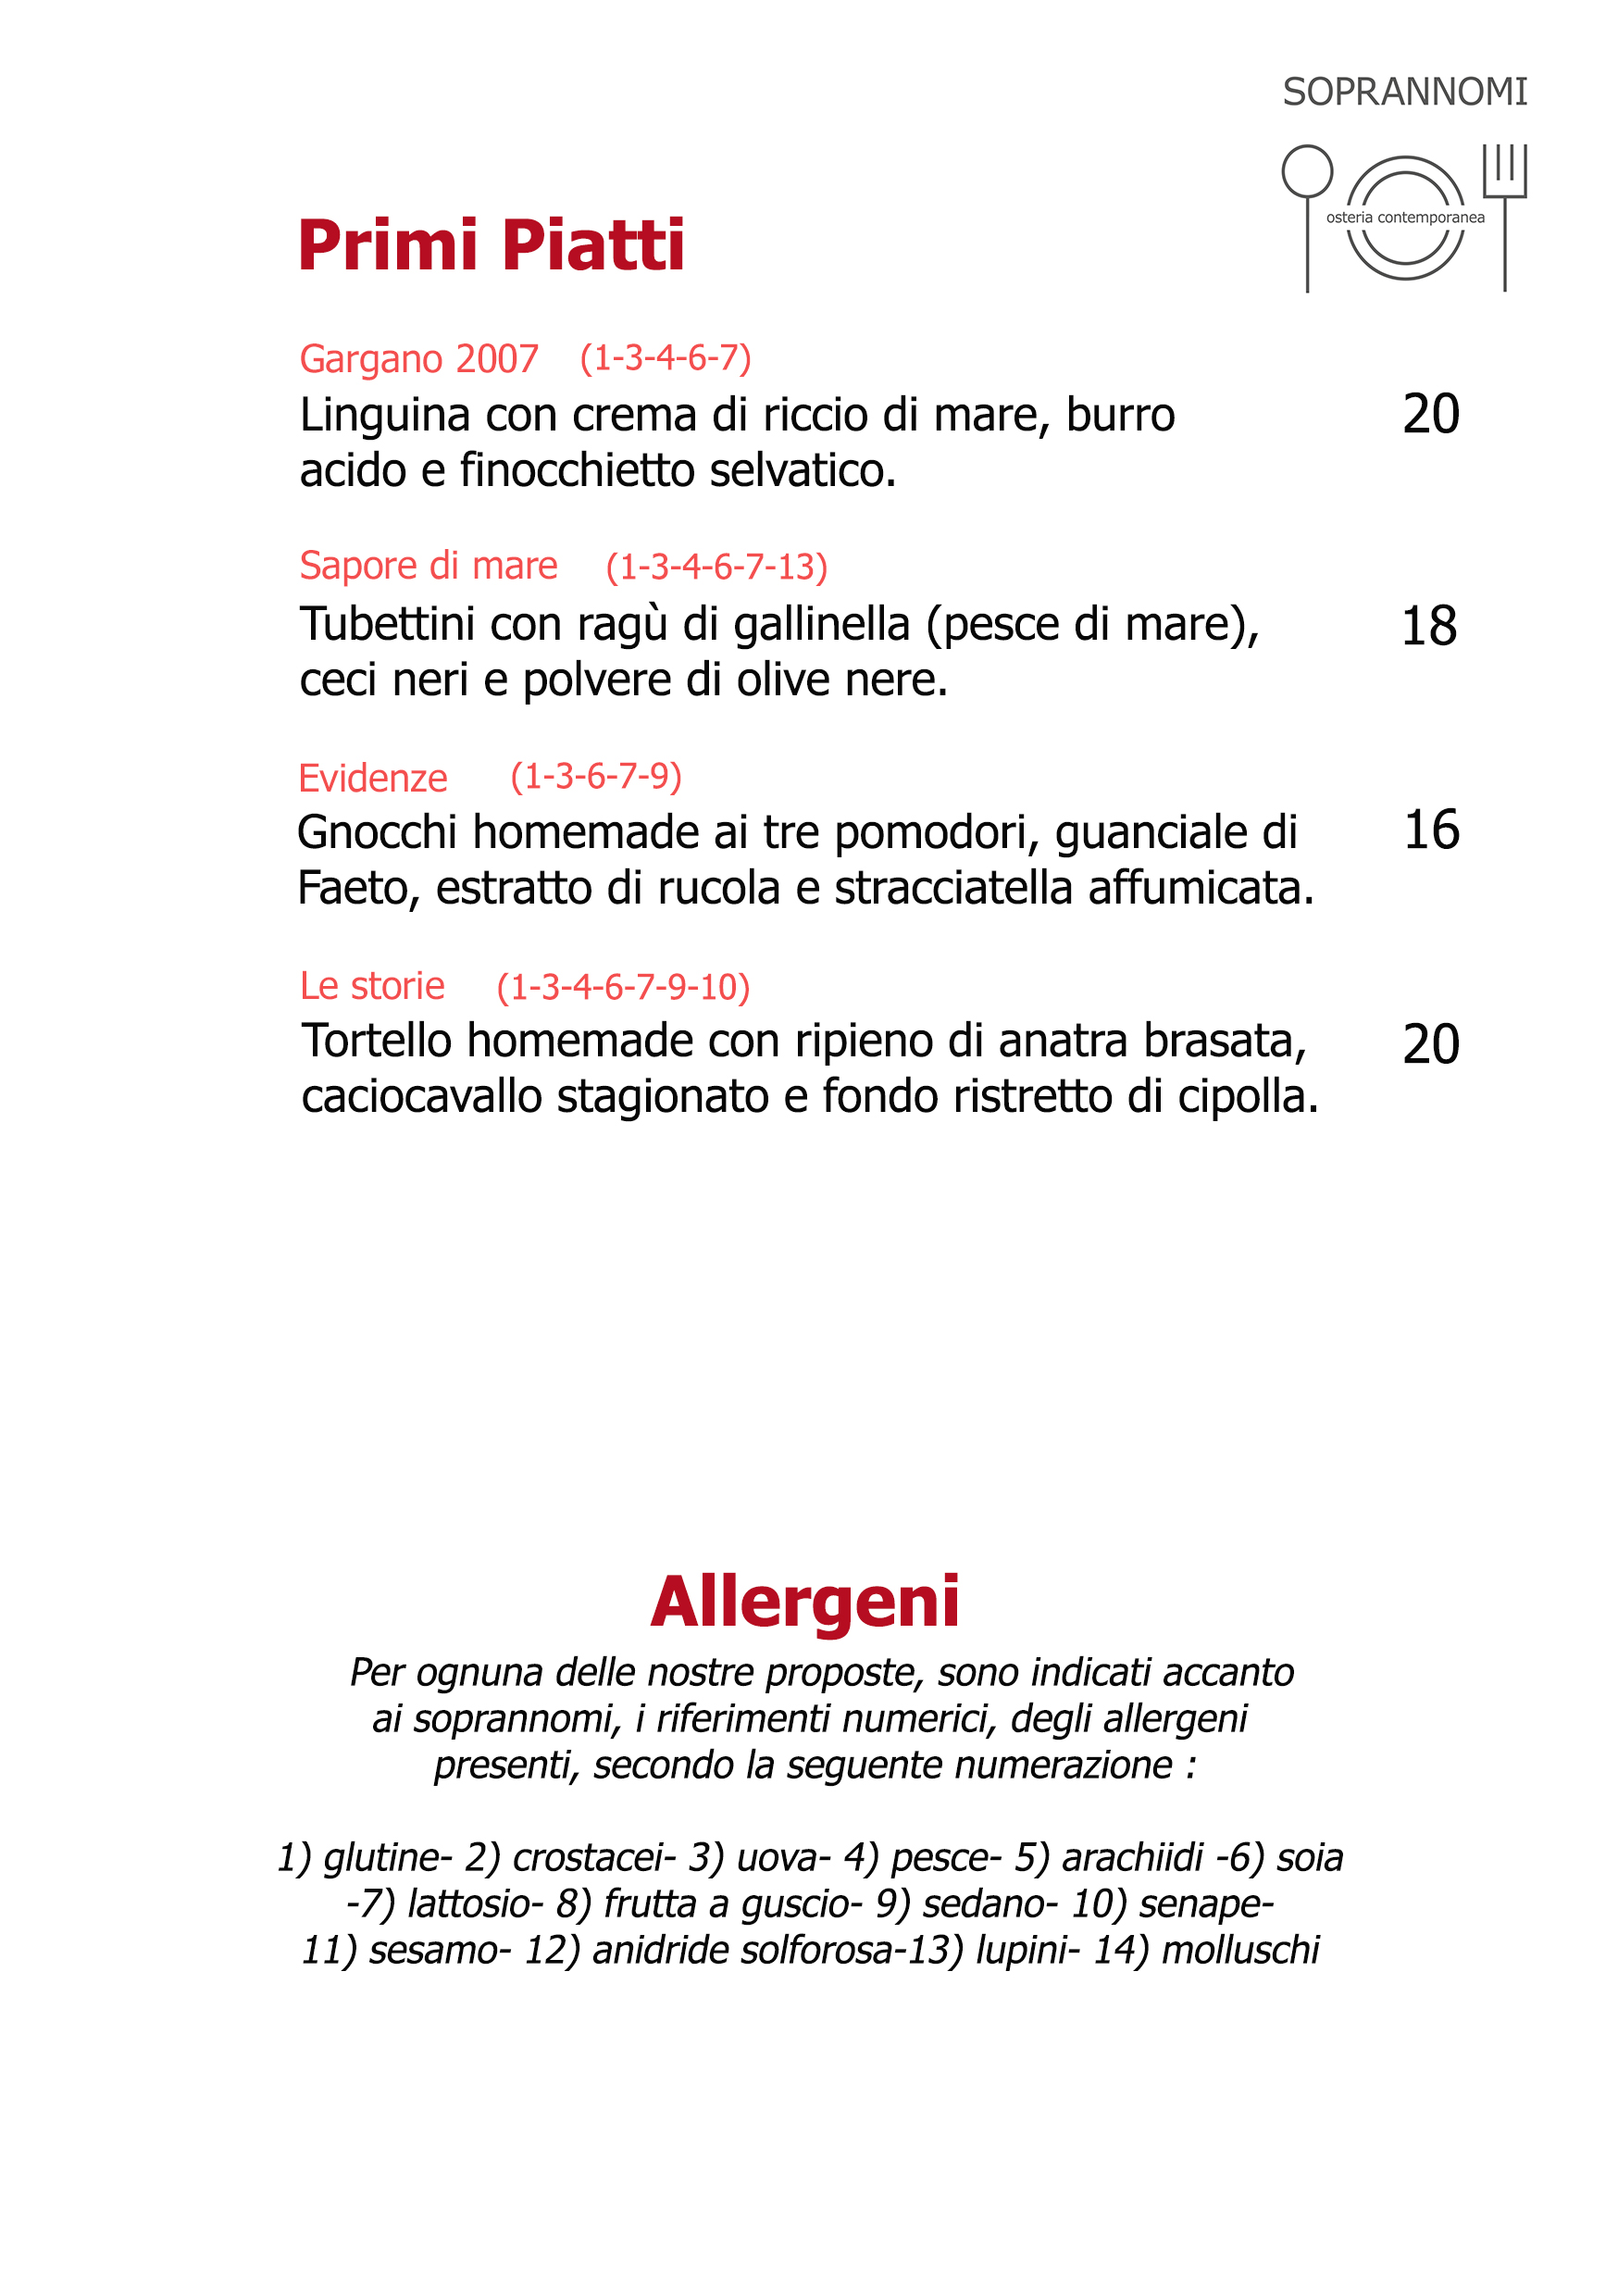 SOPRANNOMI
osteria contemporanea
Primi Piatti
Gargano 2007 (1-3-4-6-7)
Linguina con crema di riccio di mare, burro 20
acido e finocchietto selvatico.
Sapore di mare (1-3-4-6-7-13)
Tubettini con ragù di gallinella (pesce di mare), 18
ceci neri e polvere di olive nere.
Evidenze (1-3-6-7-9)
Gnocchi homemade ai tre pomodori, guanciale di 16
Faeto, estratto di rucola e stracciatella affumicata.
Le storie (1-3-4-6-7-9-10)
Tortello homemade con ripieno di anatra brasata, 20
caciocavallo stagionato e fondo ristretto di cipolla.
Allergeni
Per ognuna delle nostre proposte, sono indicati accanto
ai soprannomi, i riferimenti numerici, degli allergeni
presenti, secondo la seguente numerazione :
1) glutine- 2) crostacei- 3) uova- 4) pesce- 5) arachiidi -6) soia
-7) lattosio- 8) frutta a guscio- 9) sedano- 10) senape-
11) sesamo- 12) anidride solforosa-13) lupini- 14) molluschi